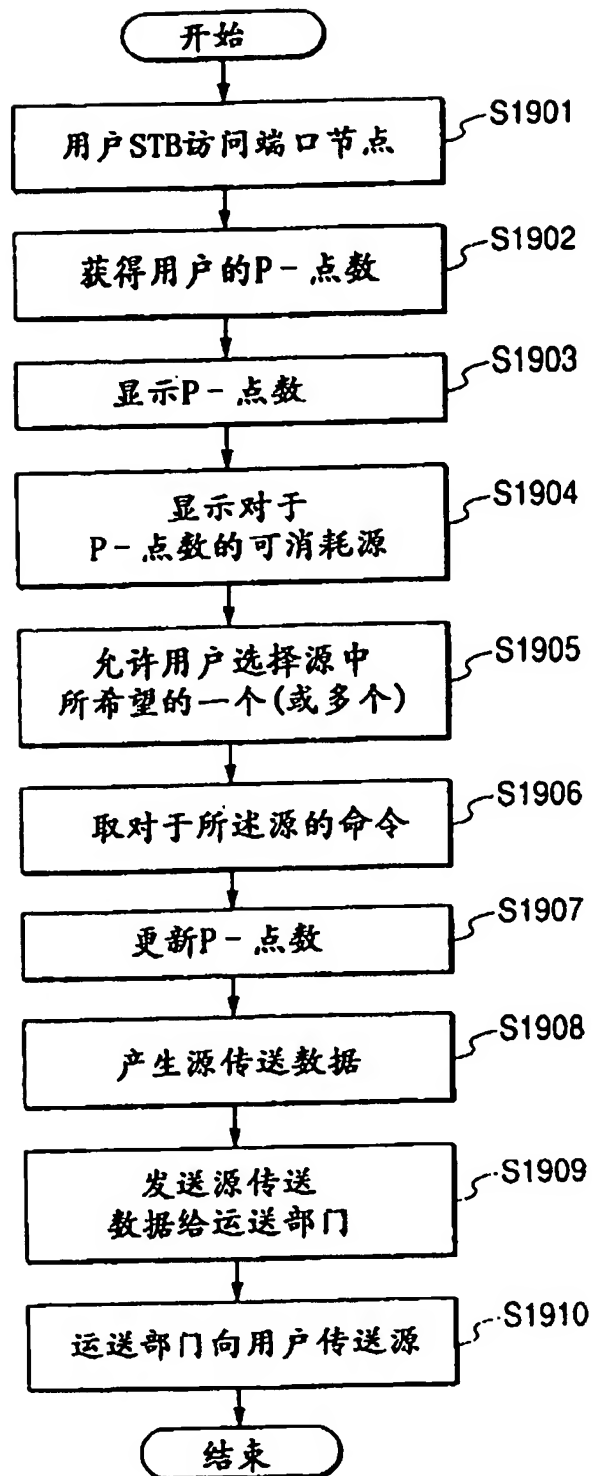 开始
用户STB访问端口节点
S1901
获得用户的P-点数
S1902
显示P-点数
S1903
显示对于
P-点数的可消耗源
S1904
允许用户选择源中
所希望的一个(或多个)
S1905
取对于所述源的命令
S1906
更新P-点数
S1907
产生源传送数据
S1908
发送源传送
数据给运送部门
S1909
运送部门向用户传送源
S1910
结束